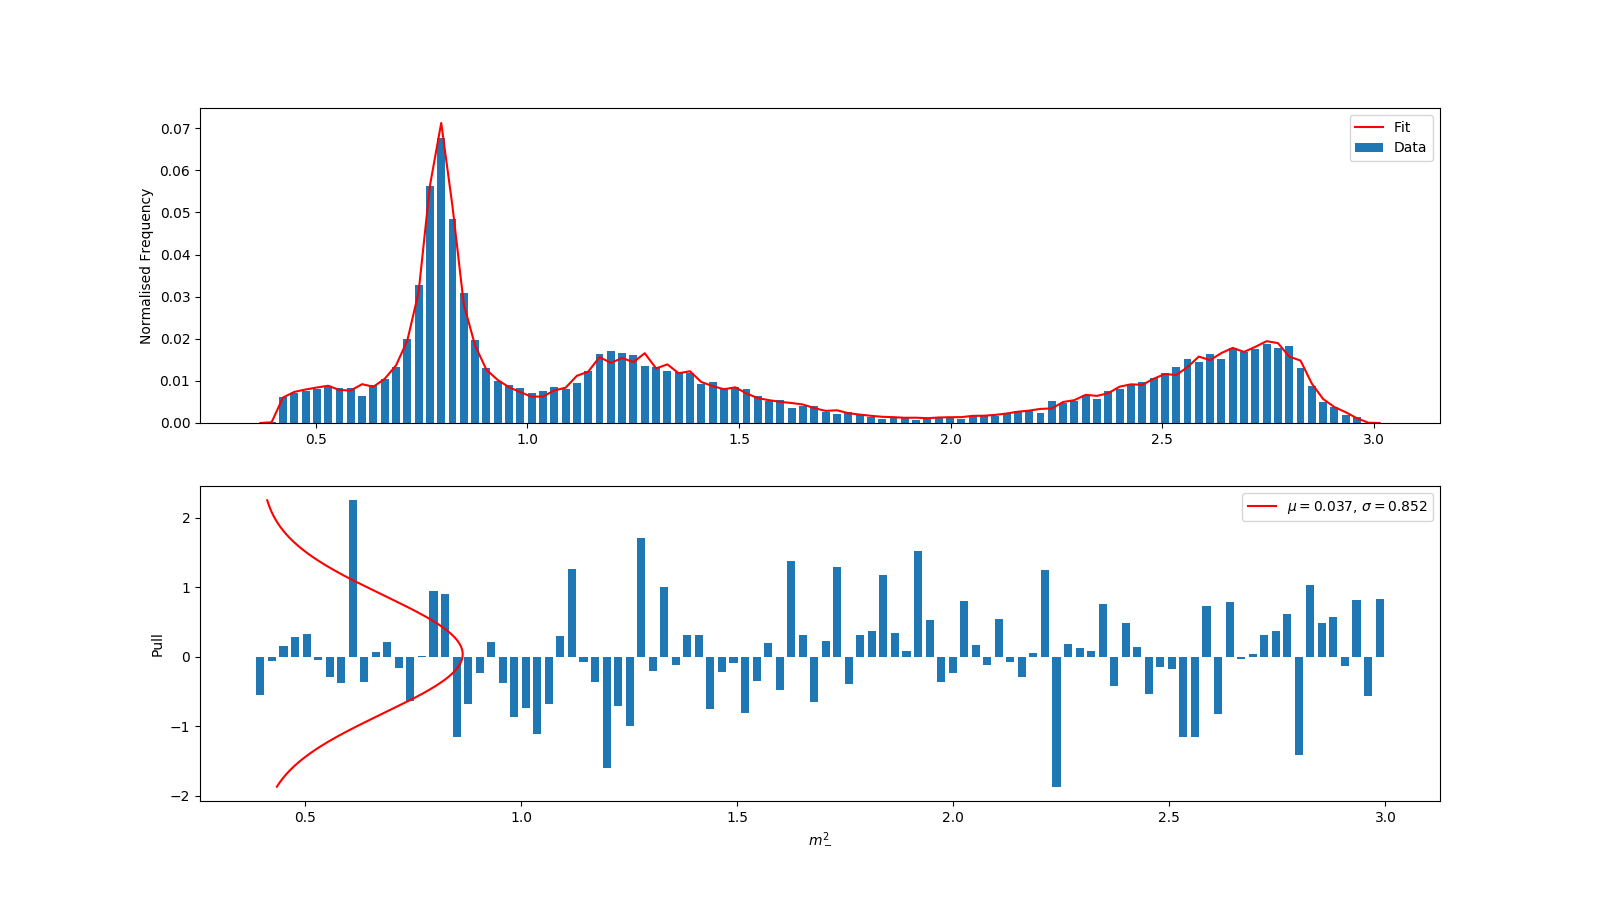 Normalised Frequency
0.07
0.06
0.05
0.04
0.03
0.02
0.01
0.00
0.5 1.0 1.5 2.0 2.5 3.0
Fit
Data
Pull
2
1
0
−1
−2
0.5 1.0 1.5 2.0 2.5 3.0
μ = 0.037, σ = 0.852
m²₋